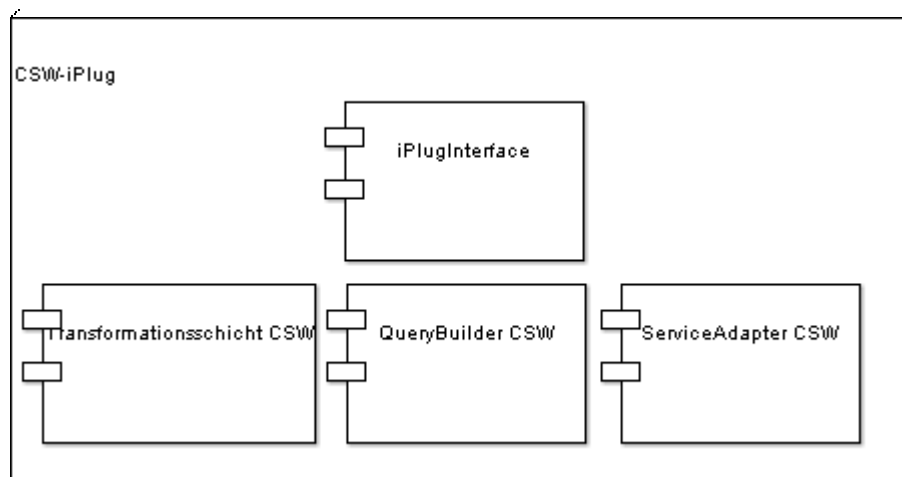 CSW-iPlug
iPlugInterface
Transformationsschicht CSW
QueryBuilder CSW
ServiceAdapter CSW